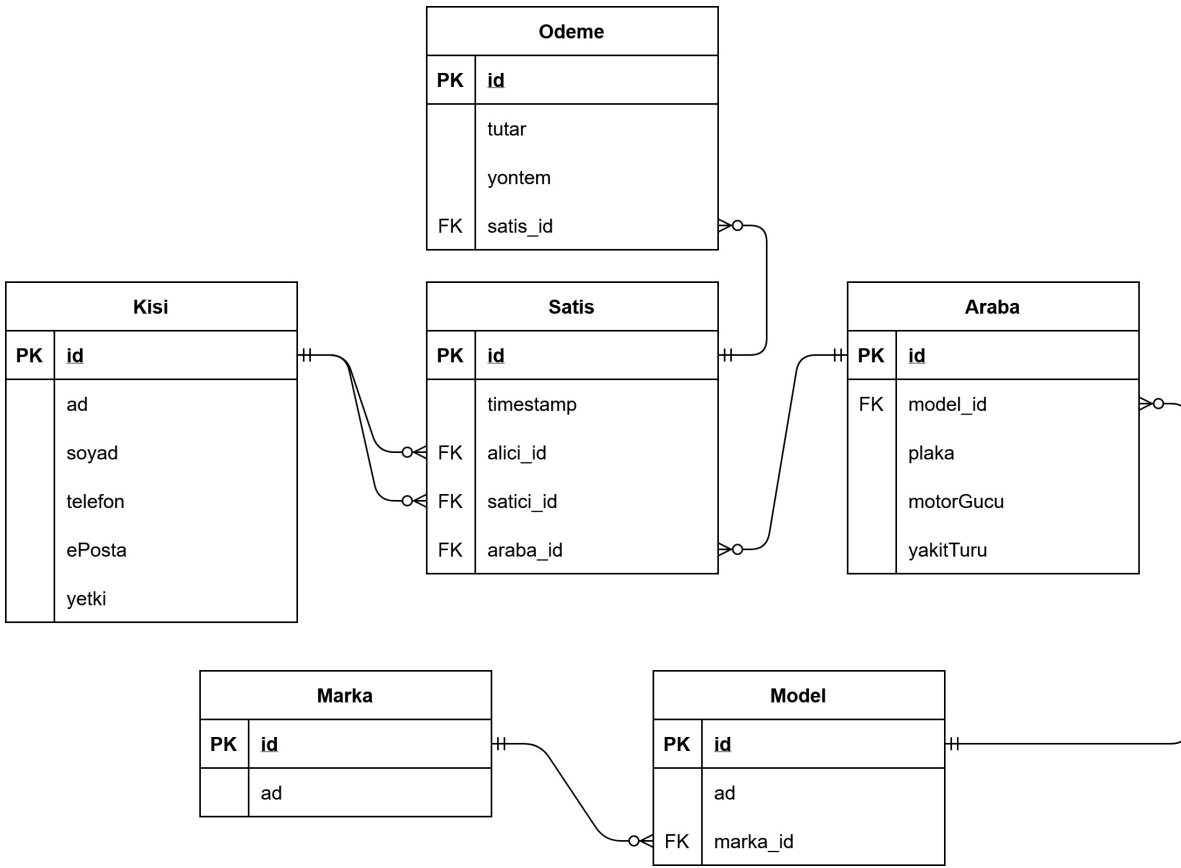 Odeme
PK id
tutar
yontem
FK satis_id
Kisi
PK id
ad
soyad
telefon
ePosta
yetki
Satis
PK id
timestamp
FK alici_id
FK satici_id
FK araba_id
Araba
PK id
FK model_id
plaka
motorGucu
yakitTuru
Marka
PK id
ad
Model
PK id
ad
FK marka_id